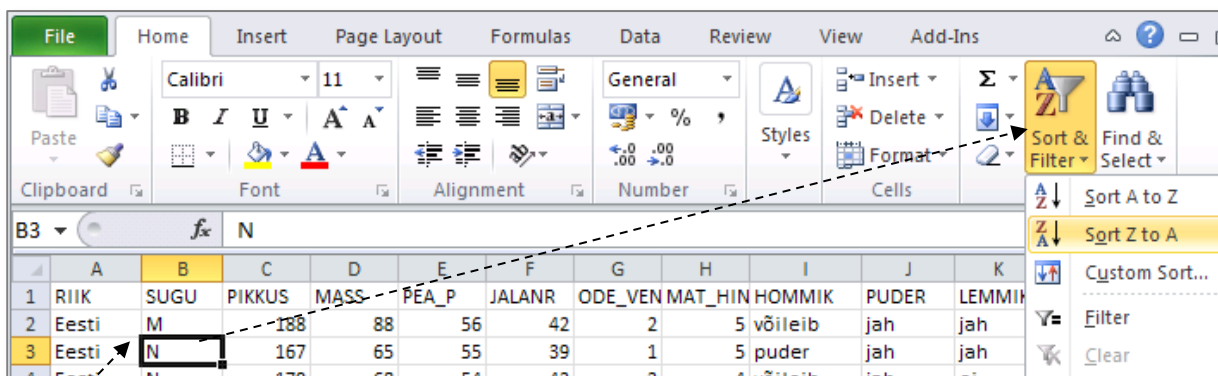 File Home Insert Page Layout Formulas Data Review View Add-Ins
Calibri 11 General Insert Σ
Paste B I U A A % , Styles Delete Sort & Filter Find & Select
A .00 .00 Format
Clipboard Font Alignment Number Cells
Sort A to Z
B3 fx N Sort Z to A
A B C D E F G H I J K Custom Sort...
1 RIIK SUGU PIKKUS MASS PEA_P JALANR ODE_VEN MAT_HIN HOMMIK PUDER
2 Eesti M 188 88 56 42 2 5 võileib jah jah Filter
3 Eesti N 167 65 55 39 1 5 puder jah jah Clear